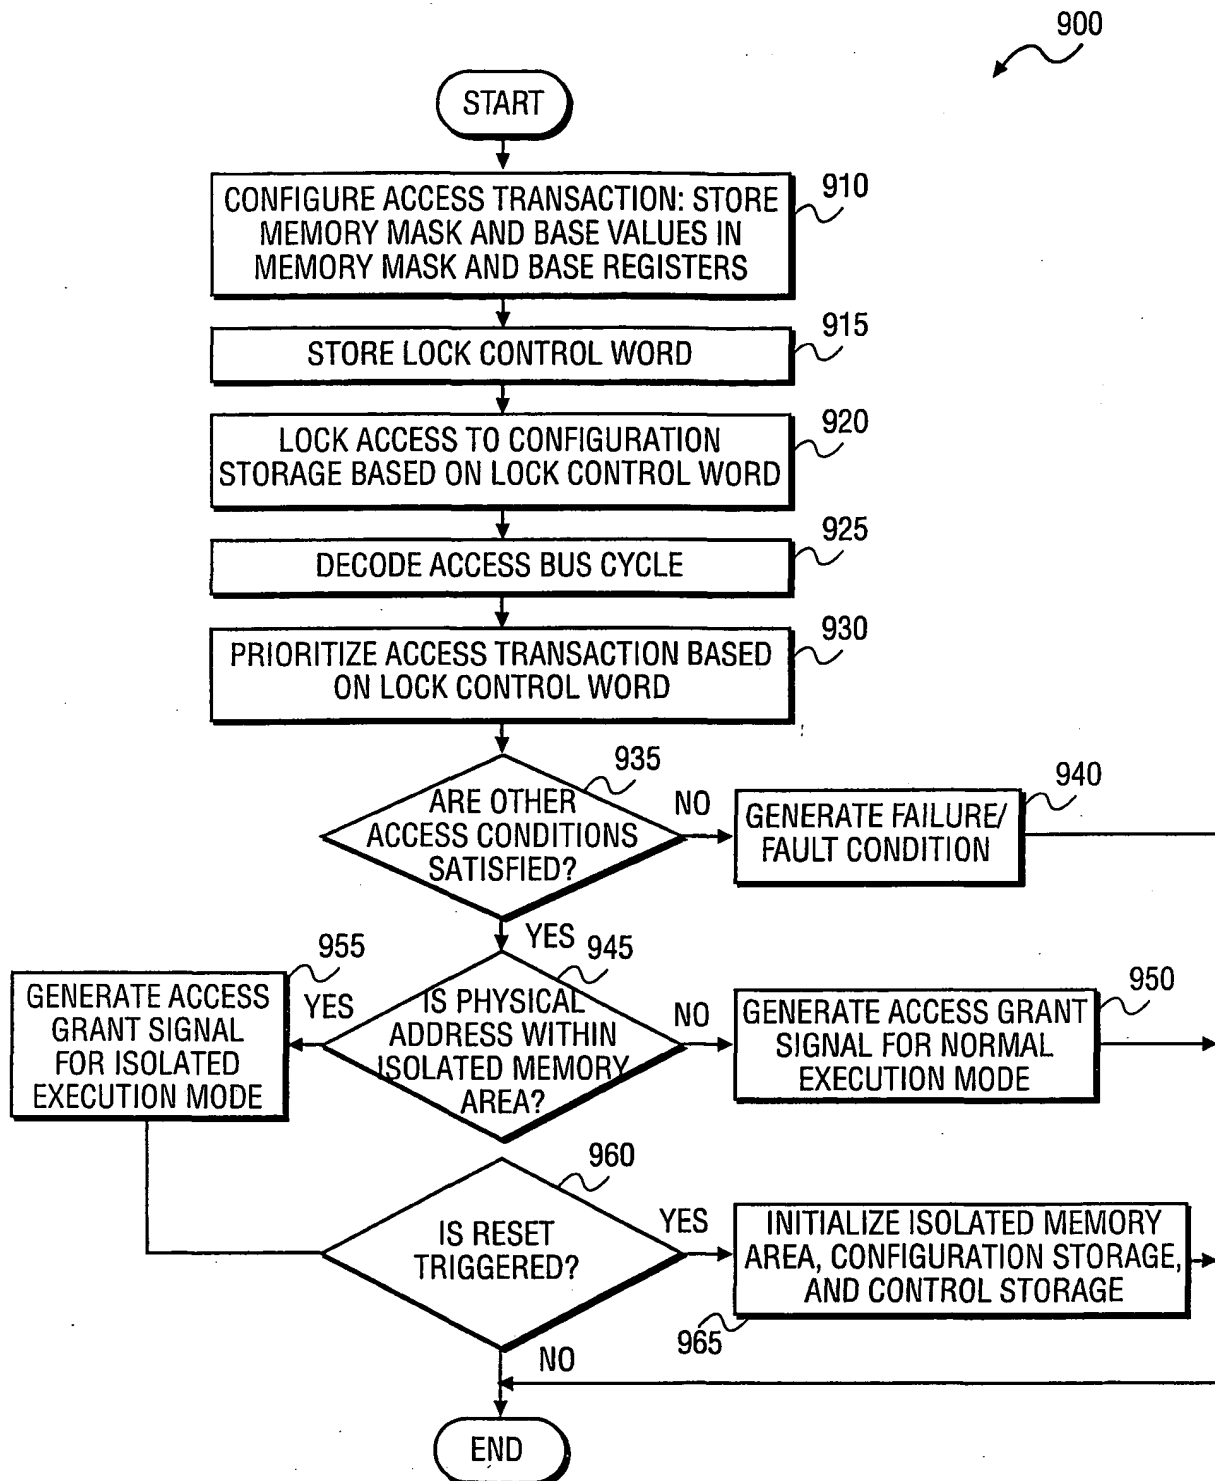 900
START
CONFIGURE ACCESS TRANSACTION: STORE
MEMORY MASK AND BASE VALUES IN
MEMORY MASK AND BASE REGISTERS
910
STORE LOCK CONTROL WORD
915
LOCK ACCESS TO CONFIGURATION
STORAGE BASED ON LOCK CONTROL WORD
920
DECODE ACCESS BUS CYCLE
925
PRIORITIZE ACCESS TRANSACTION BASED
ON LOCK CONTROL WORD
930
ARE OTHER
ACCESS CONDITIONS
SATISFIED?
935
NO
GENERATE FAILURE/
FAULT CONDITION
940
YES
IS PHYSICAL
ADDRESS WITHIN
ISOLATED MEMORY
AREA?
945
YES
GENERATE ACCESS
GRANT SIGNAL
FOR ISOLATED
EXECUTION MODE
955
NO
GENERATE ACCESS GRANT
SIGNAL FOR NORMAL
EXECUTION MODE
950
IS RESET
TRIGGERED?
960
YES
INITIALIZE ISOLATED MEMORY
AREA, CONFIGURATION STORAGE,
AND CONTROL STORAGE
965
NO
END